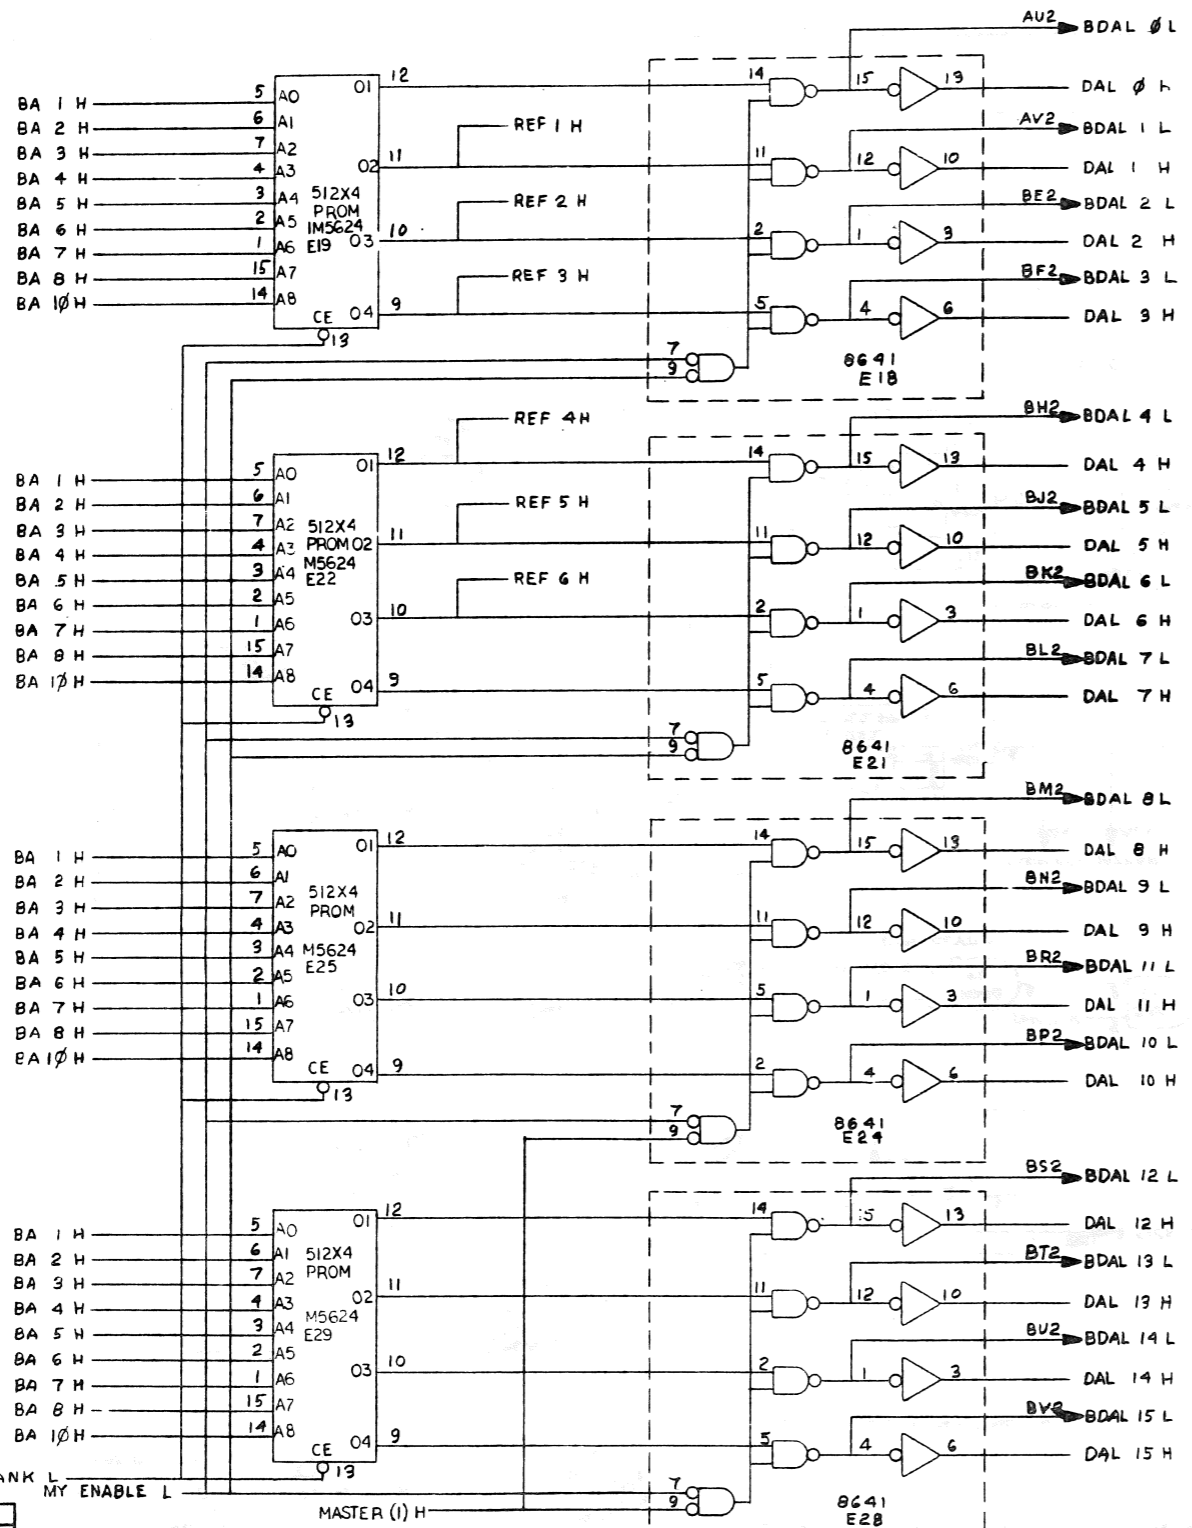 AU2 BDAL Ø L
12 14 15 13 DAL Ø H
BA 1 H 5 A0 O1
BA 2 H 6 A1 REF 1 H AV2 BDAL 1 L
BA 3 H 7 A2 11 O2 11 12 10 DAL 1 H
BA 4 H 4 A3
BA 5 H 3 A4 512X4 REF 2 H BE2 BDAL 2 L
BA 6 H 2 A5 PROM
IM5624
BA 7 H 1 A6 E19 O3 10 2 1 3 DAL 2 H
BA 8 H 15 A7 REF 3 H BF2 BDAL 3 L
BA 1Ø H 14 A8
CE O4 9 5 4 6 DAL 3 H
13
7 8641
9 E18
REF 4H BH2 BDAL 4 L
BA 1 H 5 A0 O1 12 14 15 13 DAL 4 H
BA 2 H 6 A1 REF 5 H BJ2 BDAL 5 L
BA 3 H 7 A2 512X4
BA 4 H 4 A3 PROM O2 11 11 12 10 DAL 5 H
BA 5 H 3 A4 M5624 REF 6 H BK2 BDAL 6 L
E22
BA 6 H 2 A5
BA 7 H 1 A6 O3 10 2 1 3 DAL 6 H
BA 8 H 15 A7 BL2 BDAL 7 L
BA 1Ø H 14 A8
CE O4 9 5 4 6 DAL 7 H
13
7 8641
9 E21
BM2 BDAL 8 L
BA 1 H 5 A0 O1 12 14 15 13 DAL 8 H
BA 2 H 6 A1
BA 3 H 7 A2 512X4 BN2 BDAL 9 L
PROM
BA 4 H 4 A3 O2 11 11 12 10 DAL 9 H
BA 5 H 3 A4 M5624
E25
BA 6 H 2 A5 BR2 BDAL 11 L
BA 7 H 1 A6 O3 10 5 1 3 DAL 11 H
BA 8 H 15 A7
BA 1Ø H 14 A8 BP2 BDAL 10 L
CE O4 9 2 4 6 DAL 10 H
13
7 8641
9 E24
BS2 BDAL 12 L
BA 1 H 5 A0 O1 12 14 15 13 DAL 12 H
BA 2 H 6 A1 512X4 BT2 BDAL 13 L
BA 3 H 7 A2 PROM
BA 4 H 4 A3 O2 11 11 12 10 DAL 13 H
BA 5 H 3 A4 M5624
E29 BU2 BDAL 14 L
BA 6 H 2 A5
BA 7 H 1 A6 O3 10 2 1 3 DAL 14 H
BA 8 H 15 A7 BV2 BDAL 15 L
BA 1Ø H 14 A8
CE O4 9 5 4 6 DAL 15 H
ANK L 13
MY ENABLE L 7
MASTER (1) H 9 8641
E28